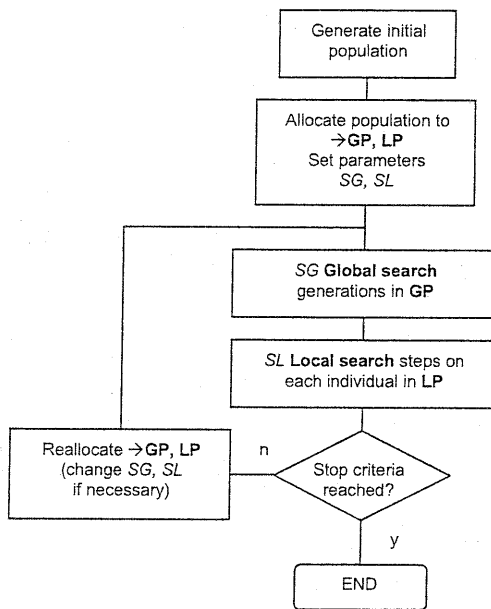 Generate initial
population
Allocate population to
→GP, LP
Set parameters
SG, SL
SG Global search
generations in GP
SL Local search steps on
each individual in LP
Reallocate →GP, LP
(change SG, SL
if necessary)
n
Stop criteria
reached?
y
END